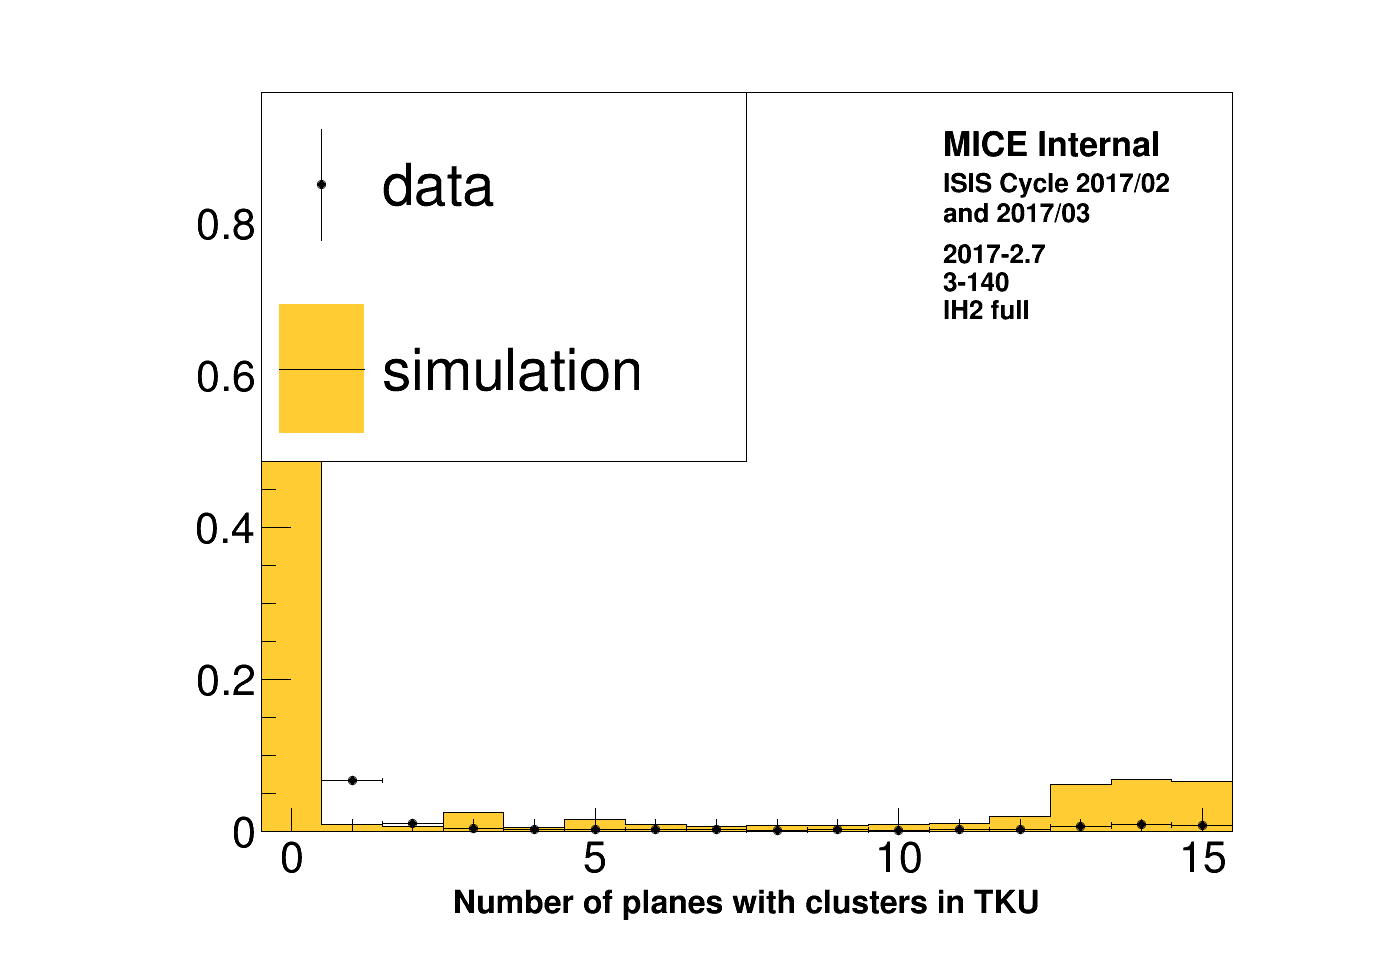 data
simulation
MICE Internal
ISIS Cycle 2017/02
and 2017/03
2017-2.7
3-140
lH2 full
0.8
0.6
0.4
0.2
0
0 5 10 15
Number of planes with clusters in TKU